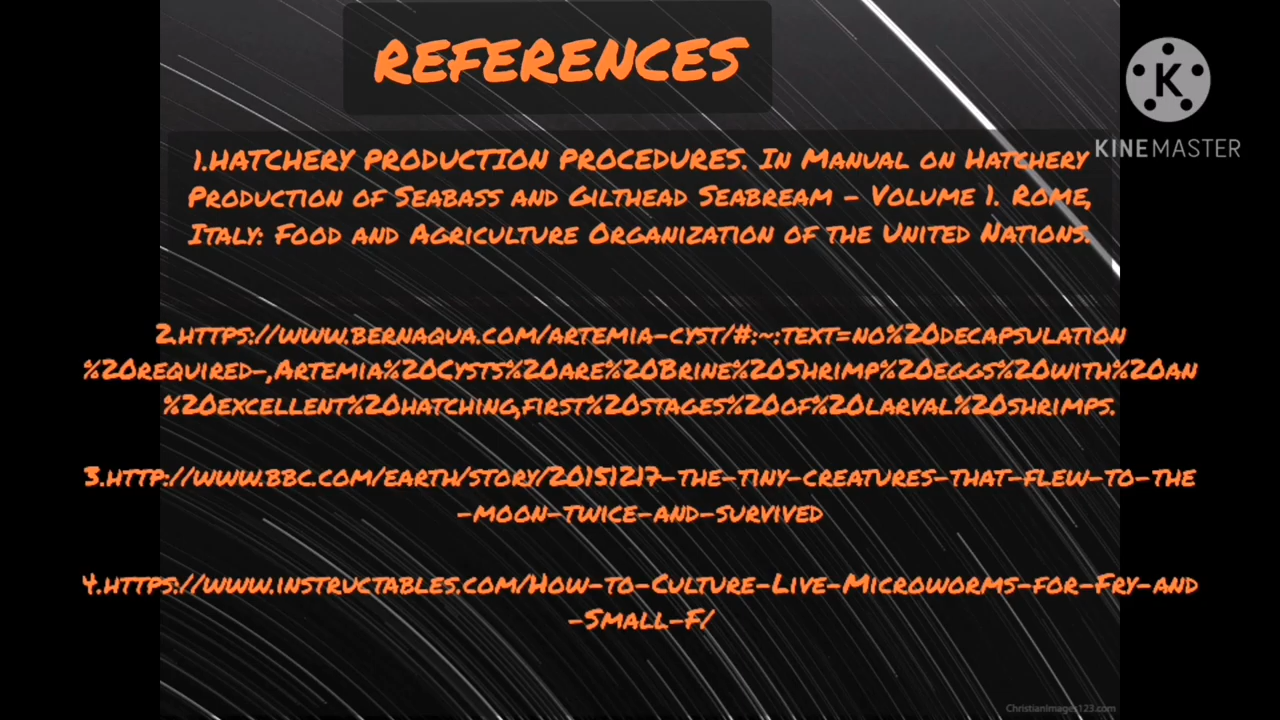 REFERENCES
K
KINEMASTER
1.HATCHERY PRODUCTION PROCEDURES. In Manual on Hatchery
Production of Seabass and Gilthead Seabream - Volume 1. Rome,
Italy: Food and Agriculture Organization of the United Nations.
2.https://www.bernaqua.com/artemia-cyst/#:~:text=no%20decapsulation
%20required-,Artemia%20Cysts%20are%20Brine%20Shrimp%20eggs%20with%20an
%20excellent%20hatching,first%20stages%20of%20larval%20shrimps.
3.http://www.bbc.com/earth/story/20151217-the-tiny-creatures-that-flew-to-the
-moon-twice-and-survived
4.https://www.instructables.com/How-to-Culture-Live-Microworms-for-Fry-and
-Small-F/
Christianimages123.com